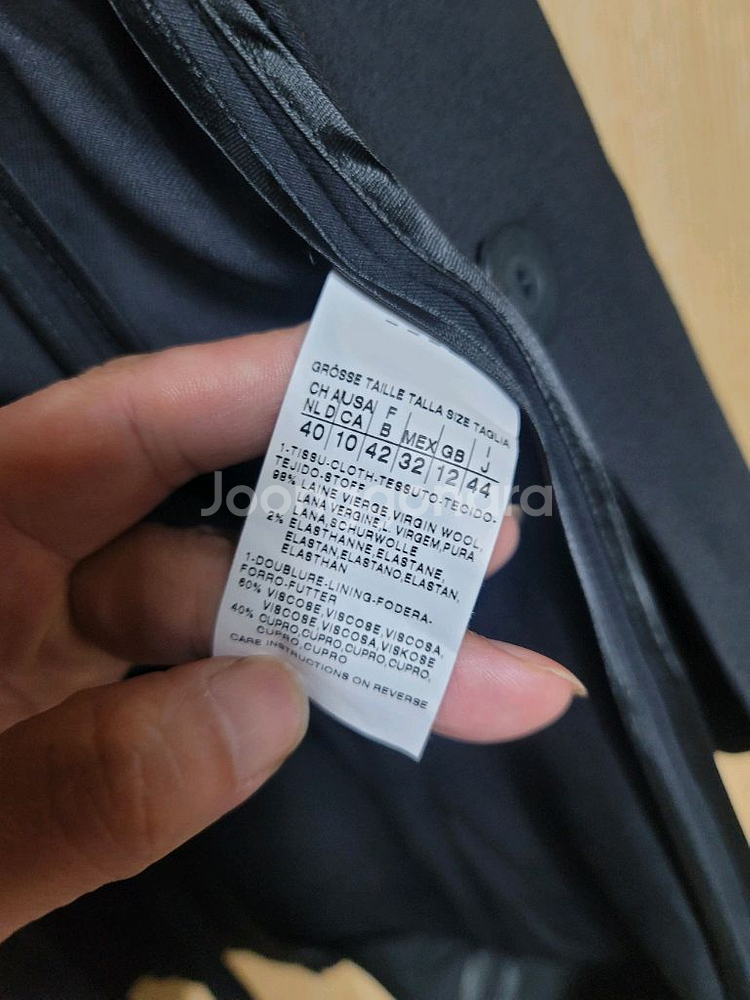 GRÖSSE TAILLE TALLA SIZE TAGLIA
CH A USA F I
NL D CA B MEX GB J
40 10 42 32 12 44
1-TISSU-CLOTH-TESSUTO-TECIDO-
TEJIDO-STOFF
98% LAINE VIERGE,VIRGIN WOOL,
LANA VERGINE,L VIRGEM,PURA
LANA,SCHURWOLLE
2% ELASTHANNE,ELASTANE,
ELASTAN,ELASTANO,ELASTAN,
ELASTHAN
1-DOUBLURE-LINING-FODERA-
FORRO-FUTTER
60% VISCOSE,VISCOSE,VISCOSA,
VISCOSE,VISCOSA,VISKOSE
40% CUPRO,CUPRO,CUPRO,CUPRO,
CUPRO,CUPRO
CARE INSTRUCTIONS ON REVERSE